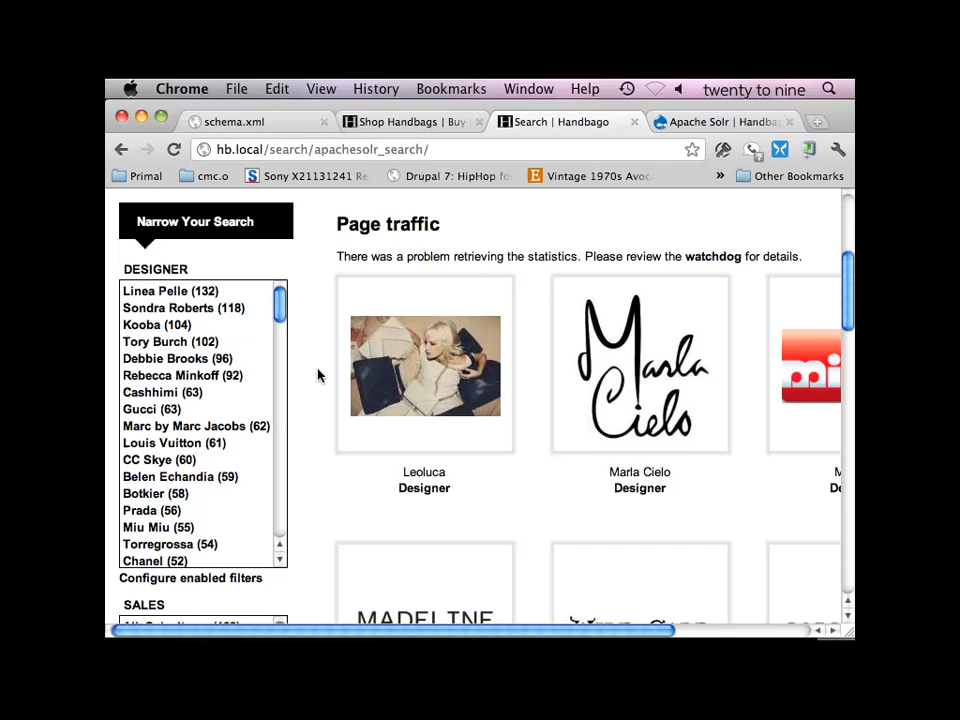 Chrome File Edit View History Bookmarks Window Help twenty to nine
schema.xml Shop Handbags | Buy Search | Handbago Apache Solr | Handbag
hb.local/search/apachesolr_search/
Primal cmc.o Sony X21131241 Re Drupal 7: HipHop fo Vintage 1970s Avoc » Other Bookmarks
Narrow Your Search
DESIGNER
Linea Pelle (132)
Sondra Roberts (118)
Kooba (104)
Tory Burch (102)
Debbie Brooks (96)
Rebecca Minkoff (92)
Cashhimi (63)
Gucci (63)
Marc by Marc Jacobs (62)
Louis Vuitton (61)
CC Skye (60)
Belen Echandia (59)
Botkier (58)
Prada (56)
Miu Miu (55)
Torregrossa (54)
Chanel (52)
Configure enabled filters
SALES
Page traffic
There was a problem retrieving the statistics. Please review the watchdog for details.
Marla
Cielo
mi
Leoluca
Designer
Marla Cielo
Designer
M
De
MADELINE